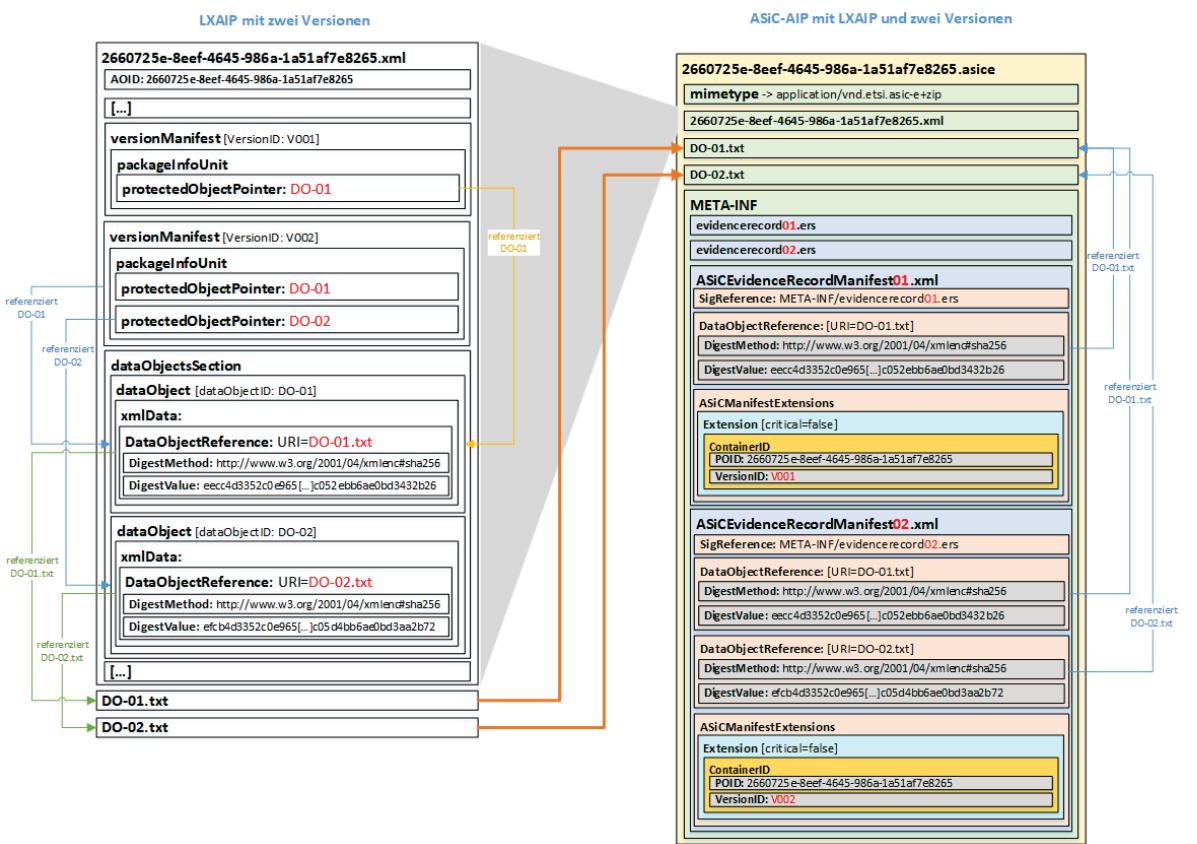 LXAIP mit zwei Versionen
2660725e-8eef-4645-986a-1a51af7e8265.xml
AOID: 2660725e-8eef-4645-986a-1a51af7e8265
[...]
versionManifest [VersionID: V001]
packageInfoUnit
protectedObjectPointer: DO-01
versionManifest [VersionID: V002]
packageInfoUnit
protectedObjectPointer: DO-01
protectedObjectPointer: DO-02
dataObjectsSection
dataObject [dataObjectID: DO-01]
xmlData:
DataObjectReference: URI=DO-01.txt
DigestMethod: http://www.w3.org/2001/04/xmlenc#sha256
DigestValue: eecc4d3352c0e965[...]c052ebb6ae0bd3432b26
dataObject [dataObjectID: DO-02]
xmlData:
DataObjectReference: URI=DO-02.txt
DigestMethod: http://www.w3.org/2001/04/xmlenc#sha256
DigestValue: efcb4d3352c0e965[...]c05d4bb6ae0bd3aa2b72
[...]
DO-01.txt
DO-02.txt
referenziert
DO-01
referenziert
DO-02
referenziert
DO-01.txt
referenziert
DO-02.txt
referenziert
DO-01
ASiC-AIP mit LXAIP und zwei Versionen
2660725e-8eef-4645-986a-1a51af7e8265.asice
mimetype -> application/vnd.etsi.asic-e+zip
2660725e-8eef-4645-986a-1a51af7e8265.xml
DO-01.txt
DO-02.txt
META-INF
evidencerecord01.ers
evidencerecord02.ers
ASiCEvidenceRecordManifest01.xml
SigReference: META-INF/evidencerecord01.ers
DataObjectReference: [URI=DO-01.txt]
DigestMethod: http://www.w3.org/2001/04/xmlenc#sha256
DigestValue: eecc4d3352c0e965[...]c052ebb6ae0bd3432b26
ASiCManifestExtensions
Extension [critical=false]
ContainerID
POID: 2660725e-8eef-4645-986a-1a51af7e8265
VersionID: V001
ASiCEvidenceRecordManifest02.xml
SigReference: META-INF/evidencerecord02.ers
DataObjectReference: [URI=DO-01.txt]
DigestMethod: http://www.w3.org/2001/04/xmlenc#sha256
DigestValue: eecc4d3352c0e965[...]c052ebb6ae0bd3432b26
DataObjectReference: [URI=DO-02.txt]
DigestMethod: http://www.w3.org/2001/04/xmlenc#sha256
DigestValue: efcb4d3352c0e965[...]c05d4bb6ae0bd3aa2b72
ASiCManifestExtensions
Extension [critical=false]
ContainerID
POID: 2660725e-8eef-4645-986a-1a51af7e8265
VersionID: V002
referenziert
DO-01.txt
referenziert
DO-01.txt
referenziert
DO-02.txt